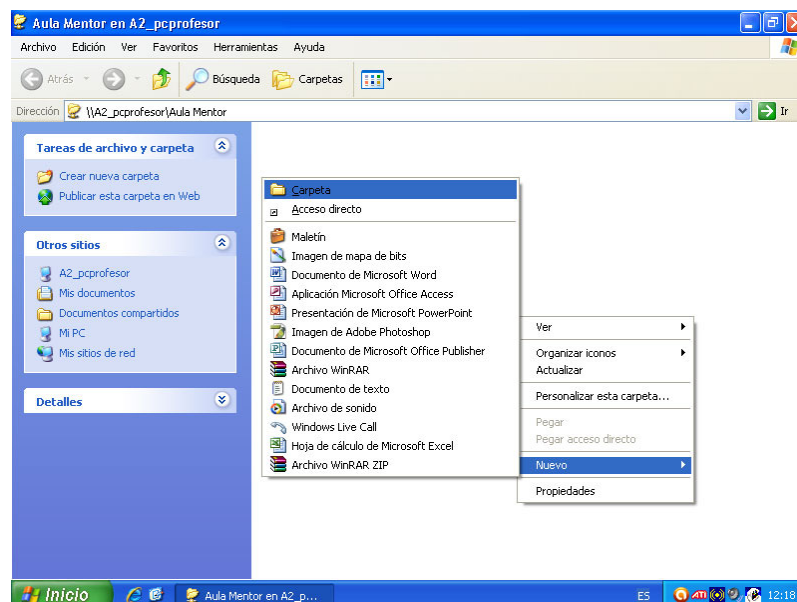 Aula Mentor en A2_pcprofesor
Archivo Edición Ver Favoritos Herramientas Ayuda
Atrás Búsqueda Carpetas
Dirección \\A2_pcprofesor\Aula Mentor Ir
Tareas de archivo y carpeta
Crear nueva carpeta
Publicar esta carpeta en Web
Otros sitios
A2_pcprofesor
Mis documentos
Documentos compartidos
Mi PC
Mis sitios de red
Detalles
Carpeta
Acceso directo
Maletín
Imagen de mapa de bits
Documento de Microsoft Word
Aplicación Microsoft Office Access
Presentación de Microsoft PowerPoint
Imagen de Adobe Photoshop
Documento de Microsoft Office Publisher
Archivo WinRAR
Documento de texto
Archivo de sonido
Windows Live Call
Hoja de cálculo de Microsoft Excel
Archivo WinRAR ZIP
Ver
Organizar iconos
Actualizar
Personalizar esta carpeta...
Pegar
Pegar acceso directo
Nuevo
Propiedades
Inicio
Aula Mentor en A2_p...
ES
ATI
12:18